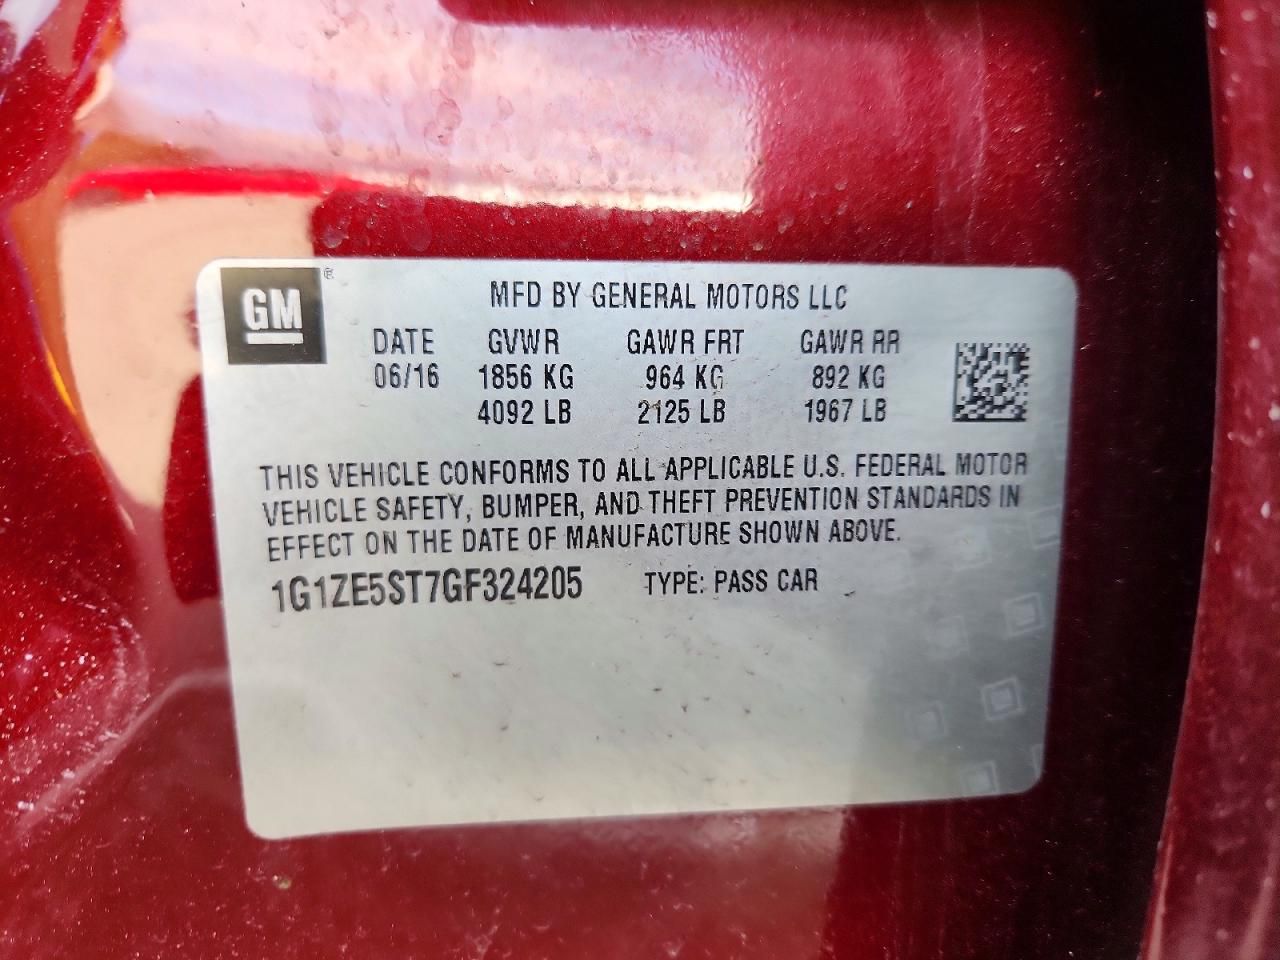 GM ®
MFD BY GENERAL MOTORS LLC
DATE GVWR GAWR FRT GAWR RR
06/16 1856 KG 964 KG 892 KG
4092 LB 2125 LB 1967 LB
THIS VEHICLE CONFORMS TO ALL APPLICABLE U.S. FEDERAL MOTOR
VEHICLE SAFETY, BUMPER, AND THEFT PREVENTION STANDARDS IN
EFFECT ON THE DATE OF MANUFACTURE SHOWN ABOVE.
1G1ZE5ST7GF324205 TYPE: PASS CAR